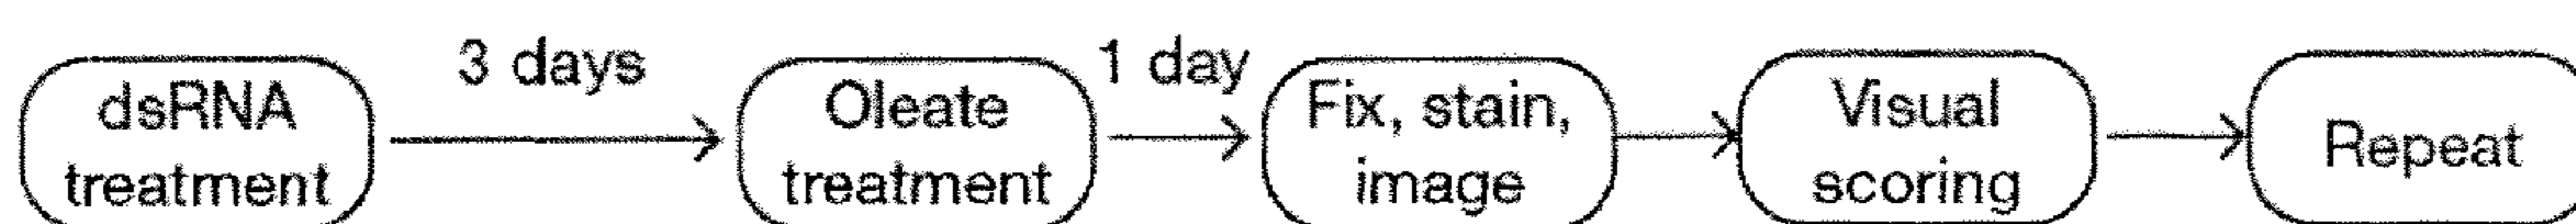 dsRNA
treatment
3 days
Oleate
treatment
1 day
Fix, stain,
image
Visual
scoring
Repeat